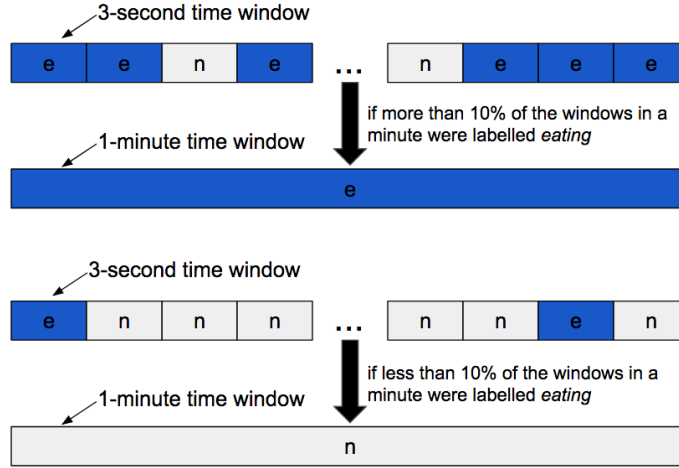 3-second time window
e e n e ... n e e e
if more than 10% of the windows in a
minute were labelled eating
1-minute time window
e
3-second time window
e n n n ... n n e n
if less than 10% of the windows in a
minute were labelled eating
1-minute time window
n